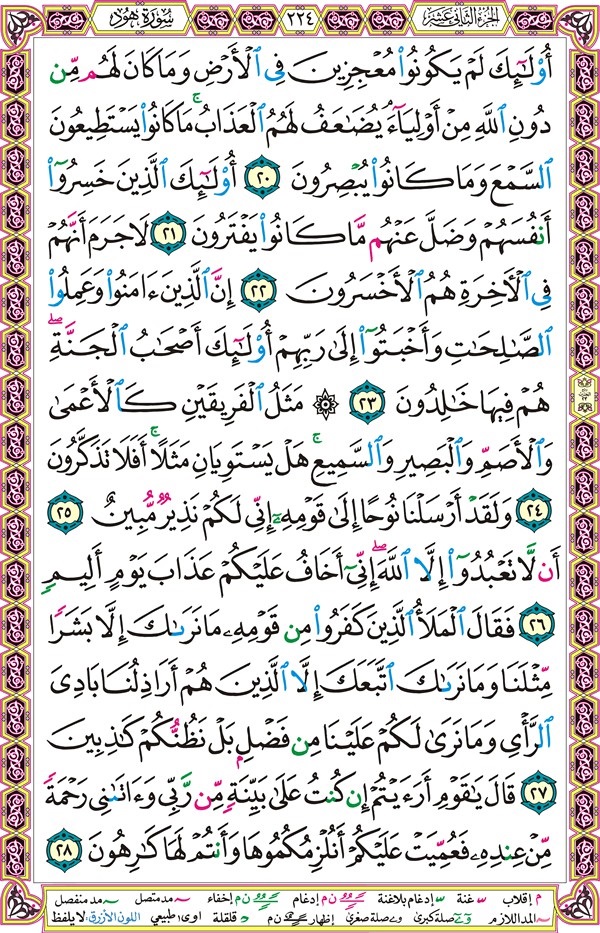 الجزء الثاني عشر ٢٢٤ سورة هود
أُوْلَٰٓئِكَ لَمْ يَكُونُوا۟ مُعْجِزِينَ فِى ٱلْأَرْضِ وَمَا كَانَ لَهُم مِّن
دُونِ ٱللَّهِ مِنْ أَوْلِيَآءَ يُضَٰعَفُ لَهُمُ ٱلْعَذَابُ ۚ مَا كَانُوا۟ يَسْتَطِيعُونَ
ٱلسَّمْعَ وَمَا كَانُوا۟ يُبْصِرُونَ ٢٠ أُوْلَٰٓئِكَ ٱلَّذِينَ خَسِرُوٓا۟
أَنفُسَهُمْ وَضَلَّ عَنْهُم مَّا كَانُوا۟ يَفْتَرُونَ ٢١ لَا جَرَمَ أَنَّهُمْ
فِى ٱلْأَخِرَةِ هُمُ ٱلْأَخْسَرُونَ ٢٢ إِنَّ ٱلَّذِينَ ءَامَنُوا۟ وَعَمِلُوا۟
ٱلصَّٰلِحَٰتِ وَأَخْبَتُوٓا۟ إِلَىٰ رَبِّهِمْ أُوْلَٰٓئِكَ أَصْحَٰبُ ٱلْجَنَّةِ ۖ
هُمْ فِيهَا خَٰلِدُونَ ٢٣ ۞ مَثَلُ ٱلْفَرِيقَيْنِ كَٱلْأَعْمَىٰ
وَٱلْأَصَمِّ وَٱلْبَصِيرِ وَٱلسَّمِيعِ ۚ هَلْ يَسْتَوِيَانِ مَثَلًا ۚ أَفَلَا تَذَكَّرُونَ
٢٤ وَلَقَدْ أَرْسَلْنَا نُوحًا إِلَىٰ قَوْمِهِۦٓ إِنِّى لَكُمْ نَذِيرٌ مُّبِينٌ ٢٥
أَن لَّا تَعْبُدُوٓا۟ إِلَّا ٱللَّهَ ۖ إِنِّىٓ أَخَافُ عَلَيْكُمْ عَذَابَ يَوْمٍ أَلِيمٍ
٢٦ فَقَالَ ٱلْمَلَأُ ٱلَّذِينَ كَفَرُوا۟ مِن قَوْمِهِۦ مَا نَرَىٰكَ إِلَّا بَشَرًا
مِّثْلَنَا وَمَا نَرَىٰكَ ٱتَّبَعَكَ إِلَّا ٱلَّذِينَ هُمْ أَرَاذِلُنَا بَادِىَ
ٱلرَّأْىِ وَمَا نَرَىٰ لَكُمْ عَلَيْنَا مِن فَضْلٍۭ بَلْ نَظُنُّكُمْ كَٰذِبِينَ
٢٧ قَالَ يَٰقَوْمِ أَرَءَيْتُمْ إِن كُنتُ عَلَىٰ بَيِّنَةٍ مِّن رَّبِّى وَءَاتَىٰنِى رَحْمَةً
مِّنْ عِندِهِۦ فَعُمِّيَتْ عَلَيْكُمْ أَنُلْزِمُكُمُوهَا وَأَنتُمْ لَهَا كَٰرِهُونَ ٢٨
م إقلاب غنة إدغام بلاغنة إدغام ن م إخفاء مد متصل مد منفصل
المد اللازم صلة كبرى صلة صغرى إظهار ن م قلقلة اوى طبيعي اللون الأزرق: لا يلفظ